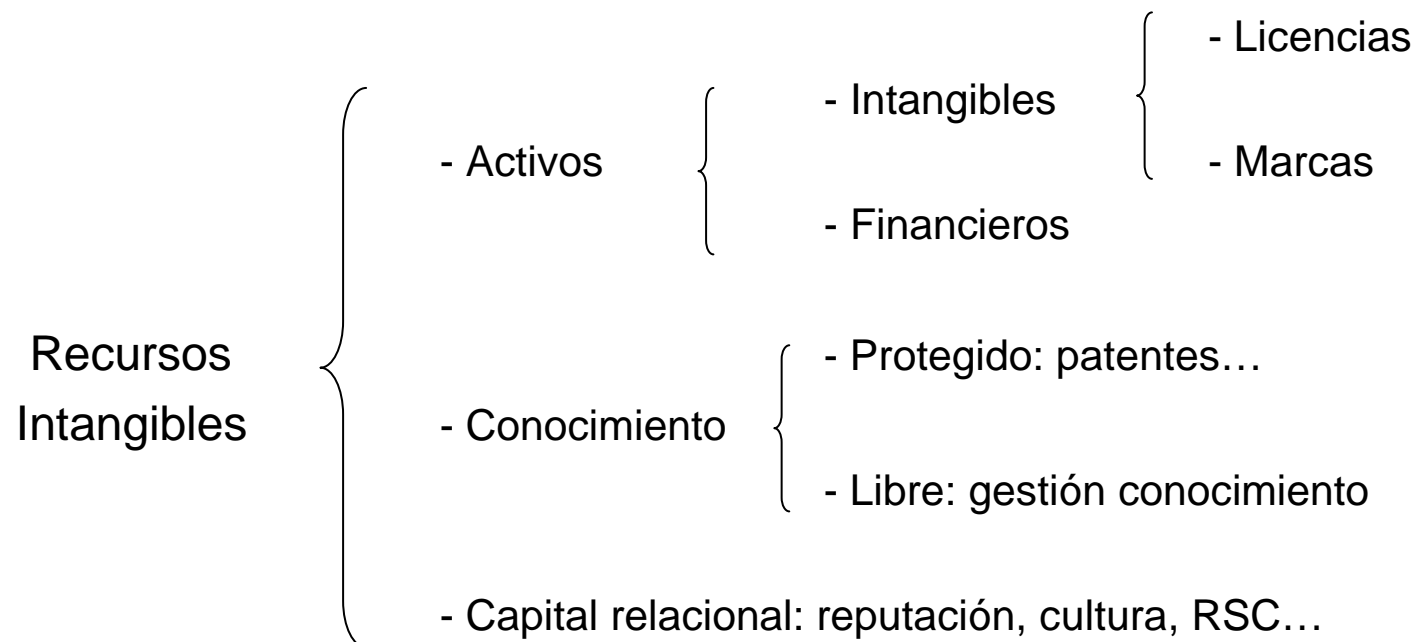 Recursos
Intangibles
- Activos
- Intangibles
- Licencias
- Marcas
- Financieros
- Conocimiento
- Protegido: patentes…
- Libre: gestión conocimiento
- Capital relacional: reputación, cultura, RSC…